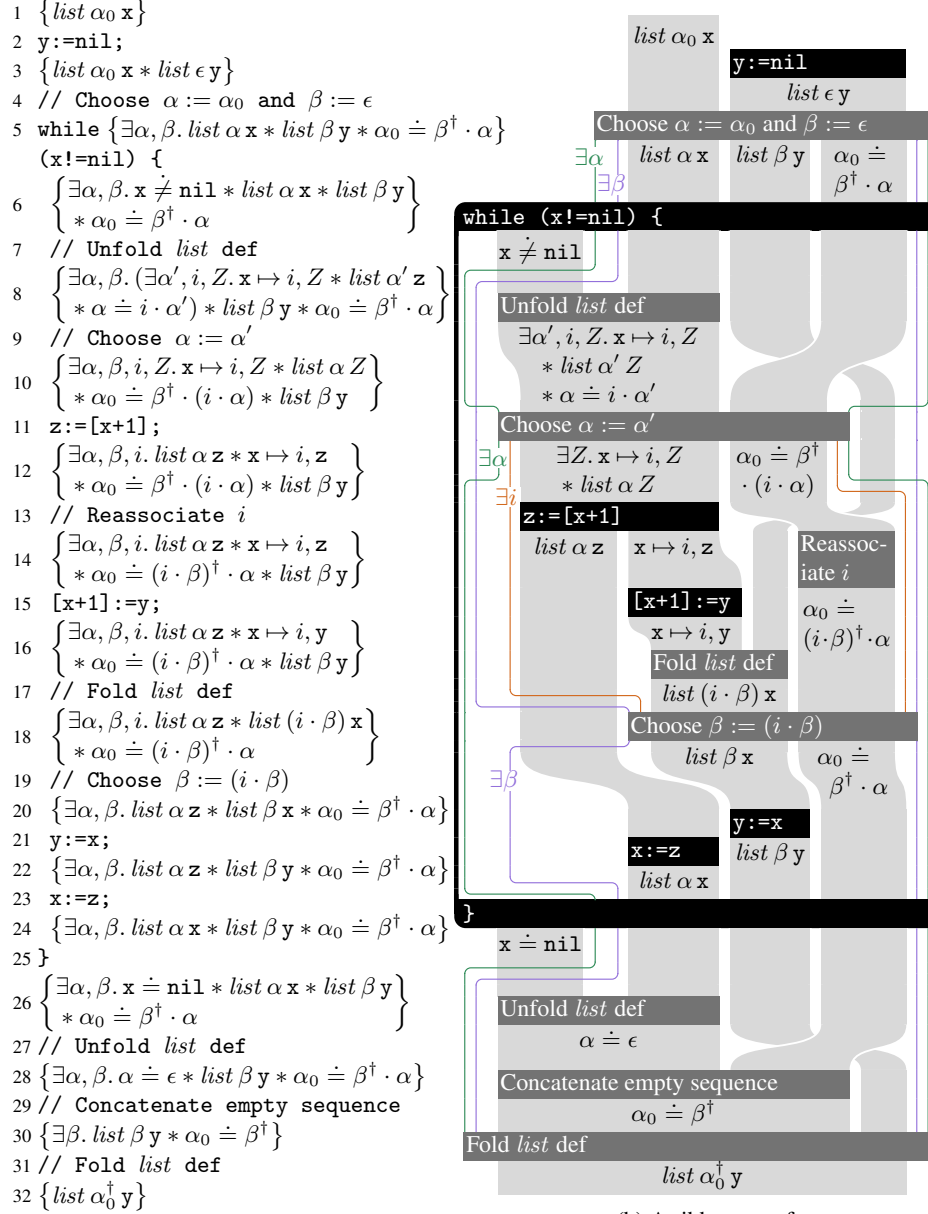 1 {list α₀ x}
2 y:=nil;
3 {list α₀ x ∗ list ϵ y}
4 // Choose α := α₀ and β := ϵ
5 while {∃α, β. list α x ∗ list β y ∗ α₀ ≐ β† · α}
(x!=nil) {
6 {∃α, β. x ≐̸ nil ∗ list α x ∗ list β y
∗ α₀ ≐ β† · α}
7 // Unfold list def
8 {∃α, β. (∃α′, i, Z. x ↦ i, Z ∗ list α′ z
∗ α ≐ i · α′) ∗ list β y ∗ α₀ ≐ β† · α}
9 // Choose α := α′
10 {∃α, β, i, Z. x ↦ i, Z ∗ list α Z
∗ α₀ ≐ β† · (i · α) ∗ list β y}
11 z:=[x+1];
12 {∃α, β, i. list α z ∗ x ↦ i, z
∗ α₀ ≐ β† · (i · α) ∗ list β y}
13 // Reassociate i
14 {∃α, β, i. list α z ∗ x ↦ i, z
∗ α₀ ≐ (i · β)† · α ∗ list β y}
15 [x+1]:=y;
16 {∃α, β, i. list α z ∗ x ↦ i, y
∗ α₀ ≐ (i · β)† · α ∗ list β y}
17 // Fold list def
18 {∃α, β, i. list α z ∗ list (i · β) x
∗ α₀ ≐ (i · β)† · α}
19 // Choose β := (i · β)
20 {∃α, β. list α z ∗ list β x ∗ α₀ ≐ β† · α}
21 y:=x;
22 {∃α, β. list α z ∗ list β y ∗ α₀ ≐ β† · α}
23 x:=z;
24 {∃α, β. list α x ∗ list β y ∗ α₀ ≐ β† · α}
25 }
26 {∃α, β. x ≐ nil ∗ list α x ∗ list β y
∗ α₀ ≐ β† · α}
27 // Unfold list def
28 {∃α, β. α ≐ ϵ ∗ list β y ∗ α₀ ≐ β† · α}
29 // Concatenate empty sequence
30 {∃β. list β y ∗ α₀ ≐ β†}
31 // Fold list def
32 {list α₀† y}
list α₀ x
y:=nil
list ϵ y
Choose α := α₀ and β := ϵ
∃α
list α x
list β y
α₀ ≐
β† · α
∃β
while (x!=nil) {
x ≐̸ nil
Unfold list def
∃α′, i, Z. x ↦ i, Z
∗ list α′ Z
∗ α ≐ i · α′
Choose α := α′
∃α
∃Z. x ↦ i, Z
∗ list α Z
α₀ ≐ β†
· (i · α)
∃i
z:=[x+1]
list α z
x ↦ i, z
Reassoc-
iate i
[x+1]:=y
x ↦ i, y
α₀ ≐
(i·β)†·α
Fold list def
list (i · β) x
Choose β := (i · β)
list β x
α₀ ≐
β† · α
∃β
y:=x
list β y
x:=z
list α x
}
x ≐ nil
Unfold list def
α ≐ ϵ
Concatenate empty sequence
α₀ ≐ β†
Fold list def
list α₀† y